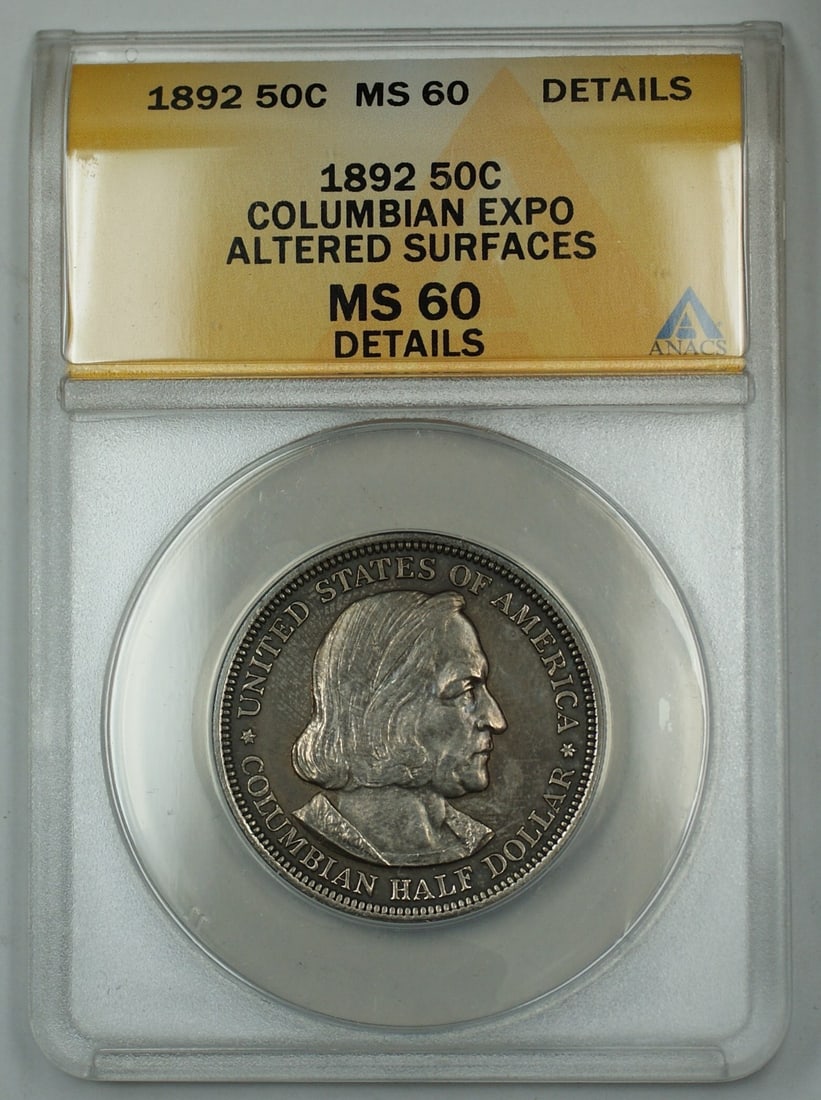 1892 50C MS 60 DETAILS
1892 50C
COLUMBIAN EXPO
ALTERED SURFACES
MS 60
DETAILS
ANACS
UNITED STATES OF AMERICA
COLUMBIAN HALF DOLLAR